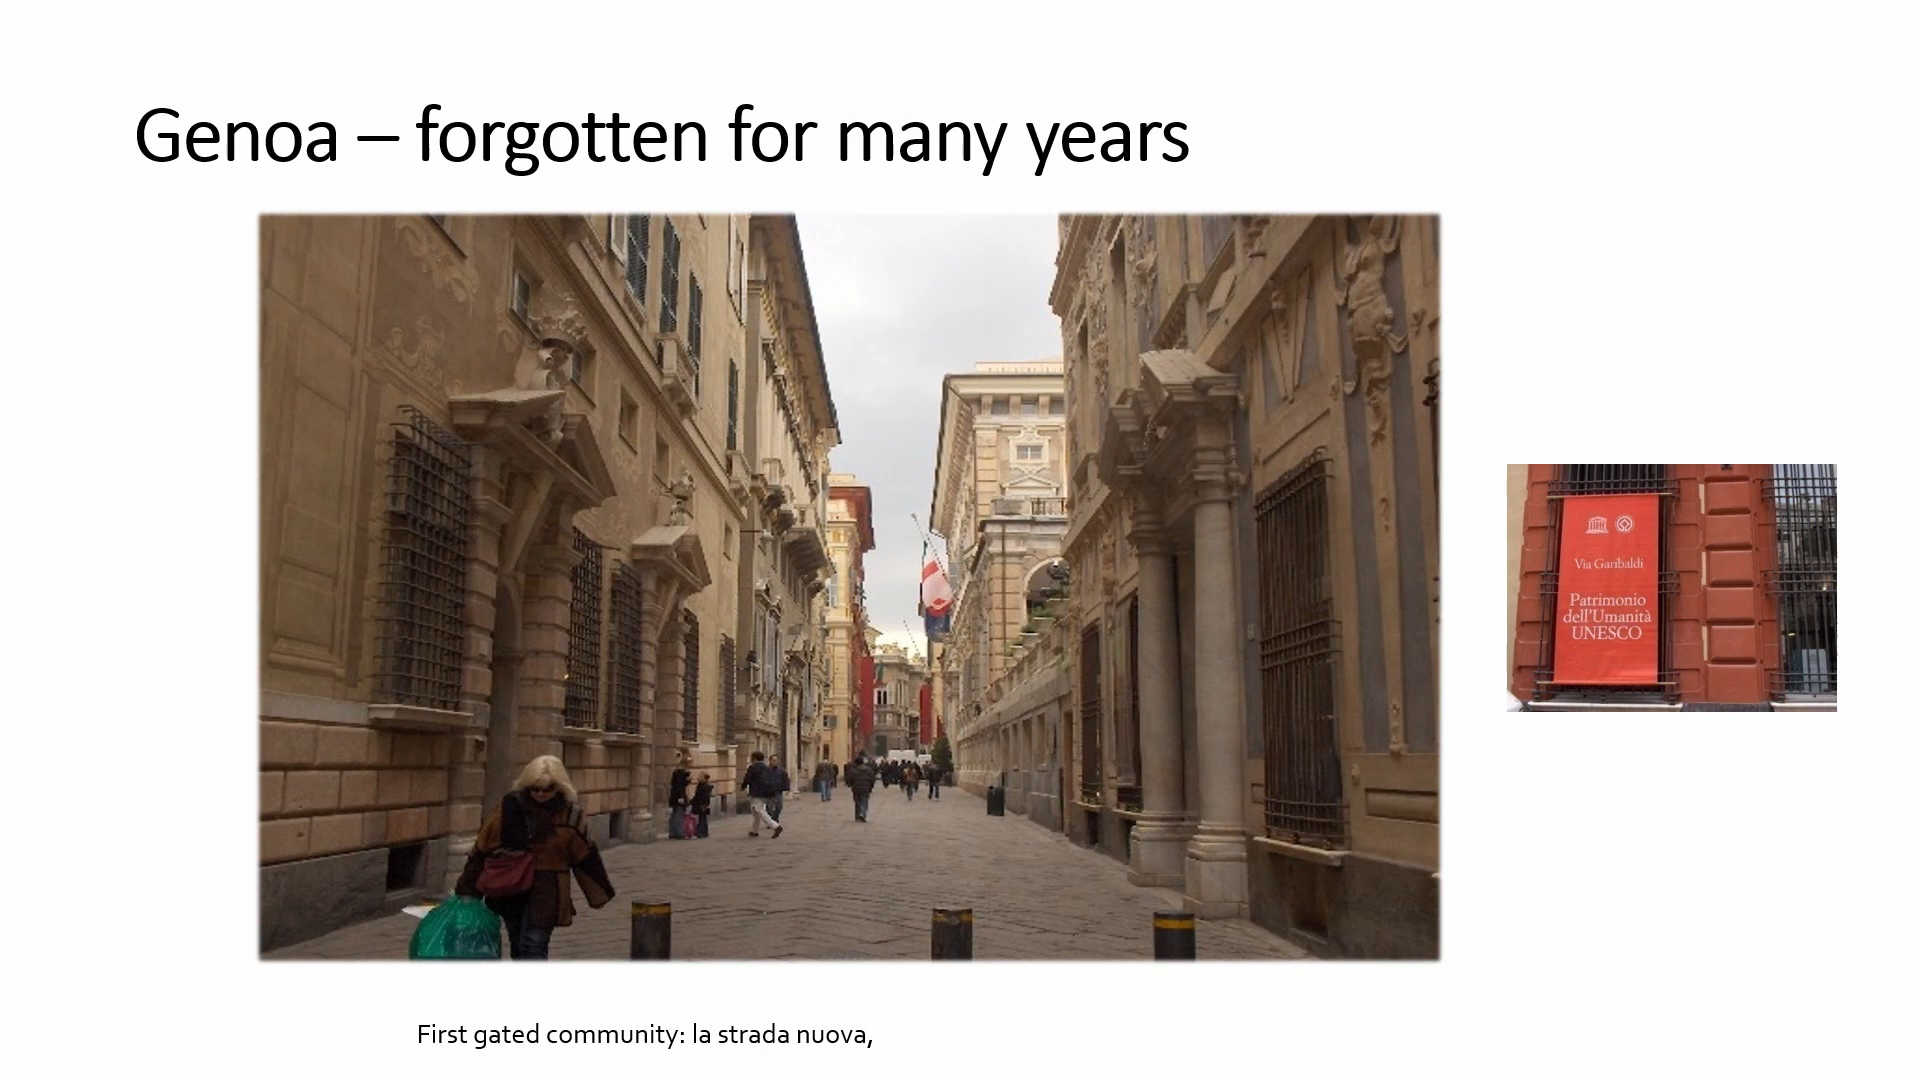 Genoa – forgotten for many years
Via Garibaldi
Patrimonio
dell'Umanità
UNESCO
First gated community: la strada nuova,